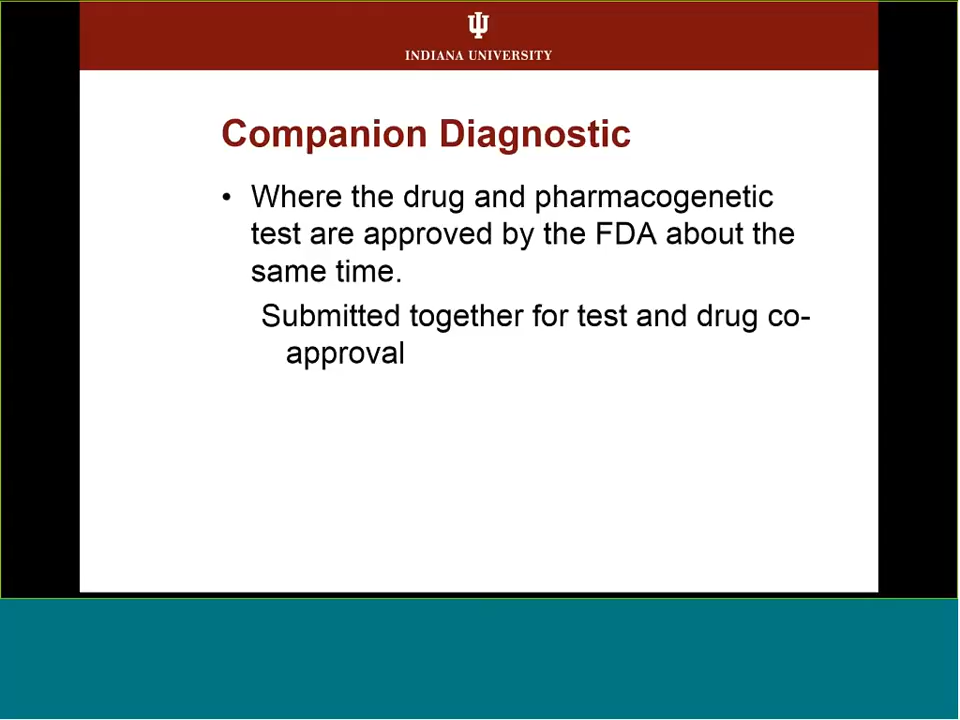 INDIANA UNIVERSITY
Companion Diagnostic
• Where the drug and pharmacogenetic
test are approved by the FDA about the
same time.
Submitted together for test and drug co-
approval